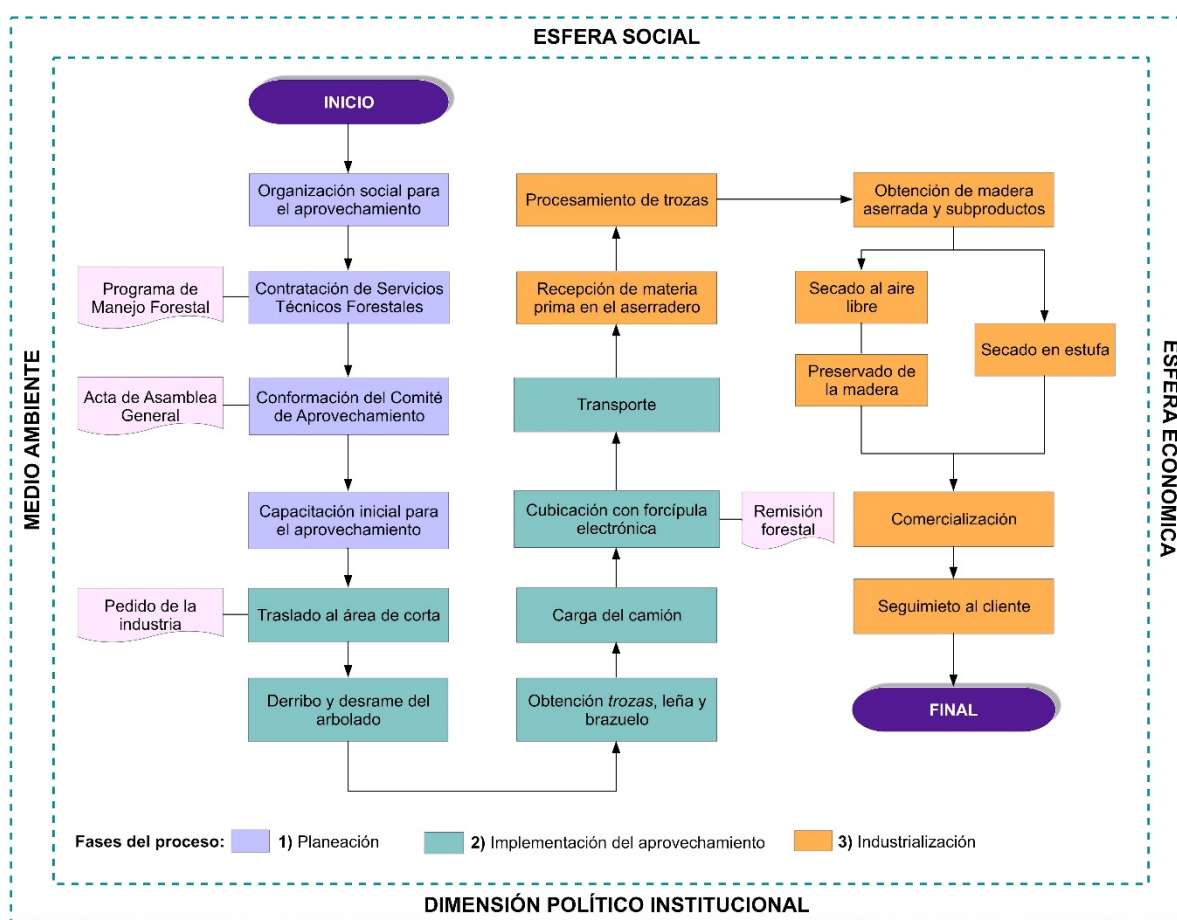 ESFERA SOCIAL
MEDIO AMBIENTE
INICIO
Organización social para
el aprovechamiento
Programa de
Manejo Forestal
Contratación de Servicios
Técnicos Forestales
Acta de Asamblea
General
Conformación del Comité
de Aprovechamiento
Capacitación inicial para
el aprovechamiento
Pedido de la
industria
Traslado al área de corta
Derribo y desrame del
arbolado
Procesamiento de trozas
Recepción de materia
prima en el aserradero
Transporte
Cubicación con forcípula
electrónica
Remisión
forestal
Carga del camión
Obtención trozas, leña y
brazuelo
Obtención de madera
aserrada y subproductos
Secado al aire
libre
Secado en estufa
Preservado de
la madera
Comercialización
Seguimieto al cliente
FINAL
ESFERA ECONÓMICA
Fases del proceso: 1) Planeación 2) Implementación del aprovechamiento 3) Industrialización
DIMENSIÓN POLÍTICO INSTITUCIONAL